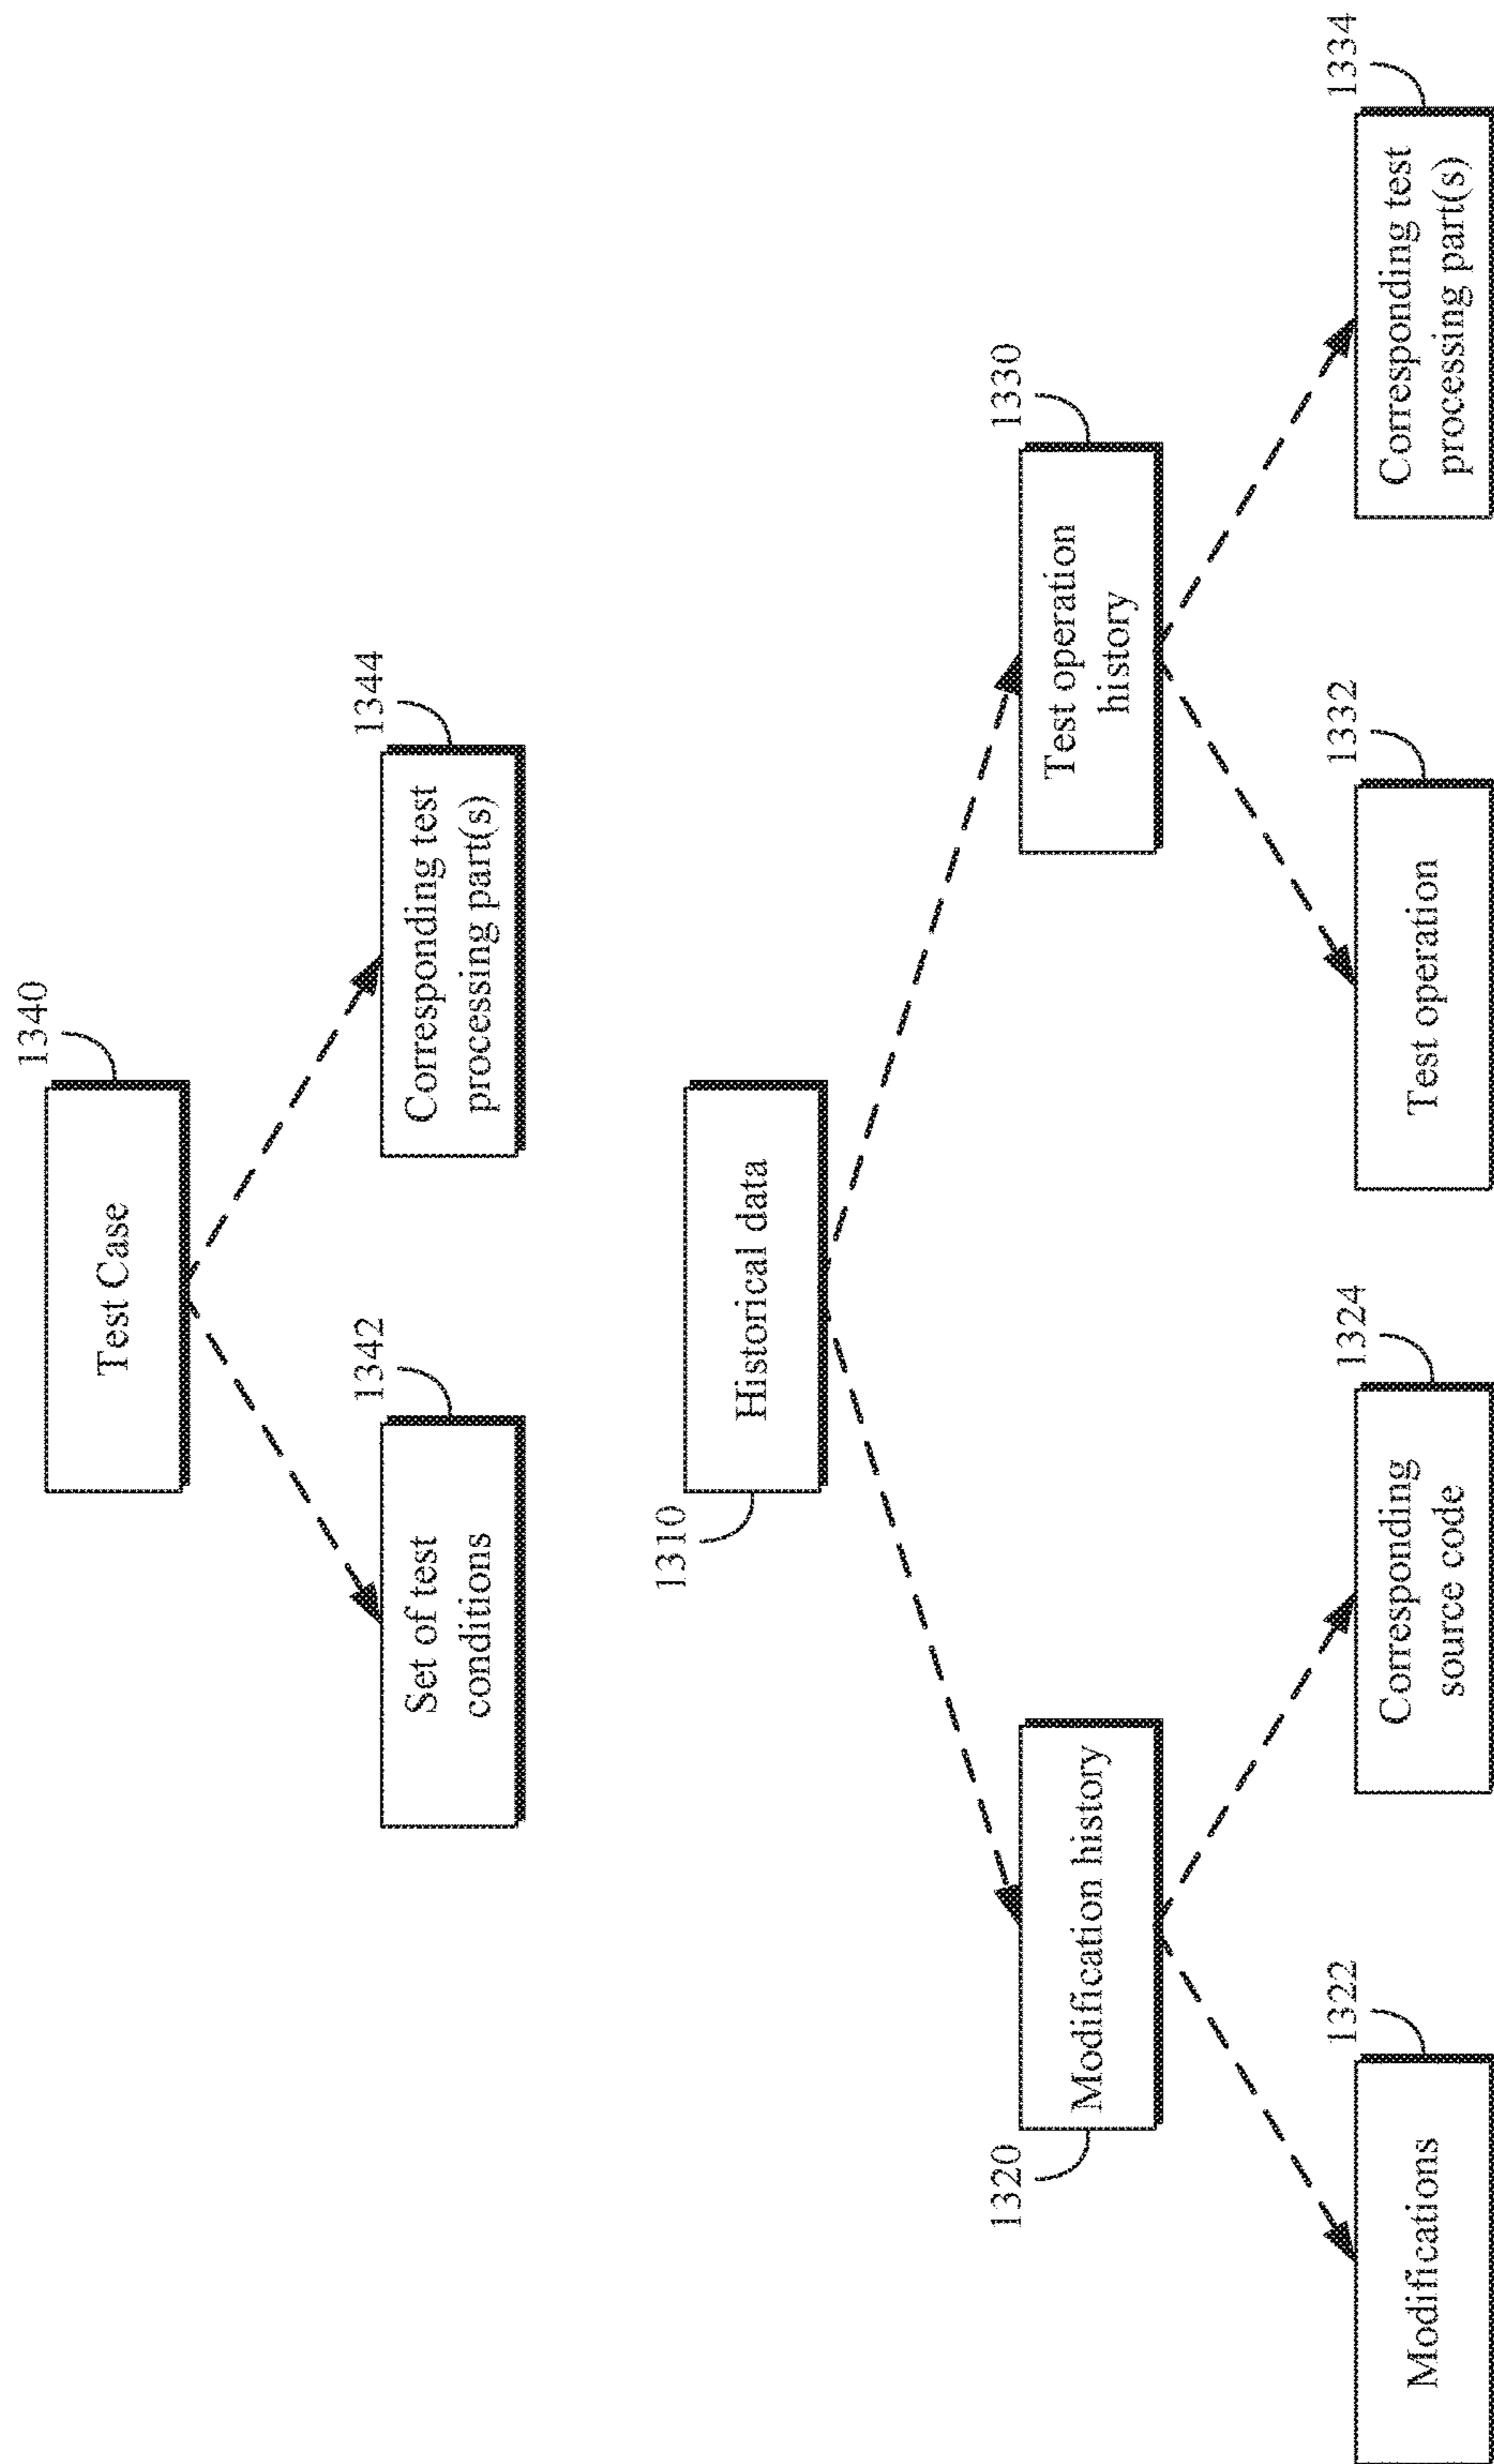 1340
Test Case
1342
1344
Set of test
conditions
Corresponding test
processing part(s)
1310
Historical data
1320
1330
Modification history
Test operation
history
1322
1324
1332
1334
Modifications
Corresponding
source code
Test operation
Corresponding test
processing part(s)